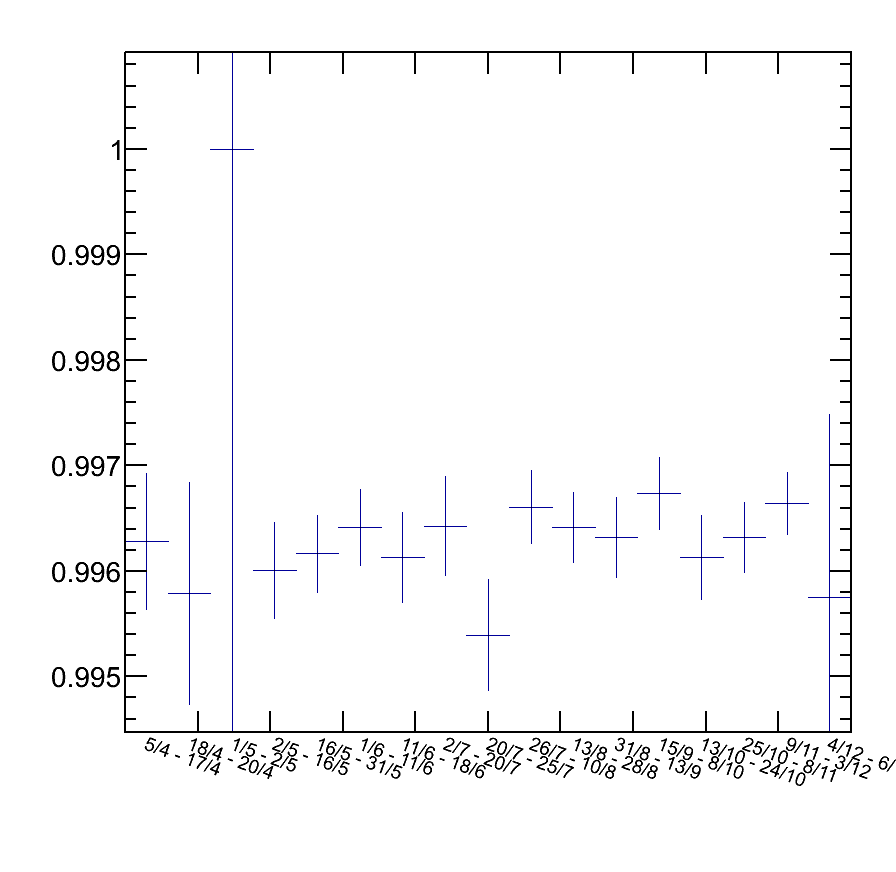 1
0.999
0.998
0.997
0.996
0.995
5/4 - 17/4
18/4 - 20/4
1/5 - 2/5
2/5 - 16/5
16/5 - 31/5
1/6 - 11/6
11/6 - 18/6
2/7 - 20/7
20/7 - 25/7
26/7 - 10/8
13/8 - 28/8
31/8 - 13/9
15/9 - 8/10
13/10 - 24/10
25/10 - 8/11
9/11 - 3/12
4/12 - 6/